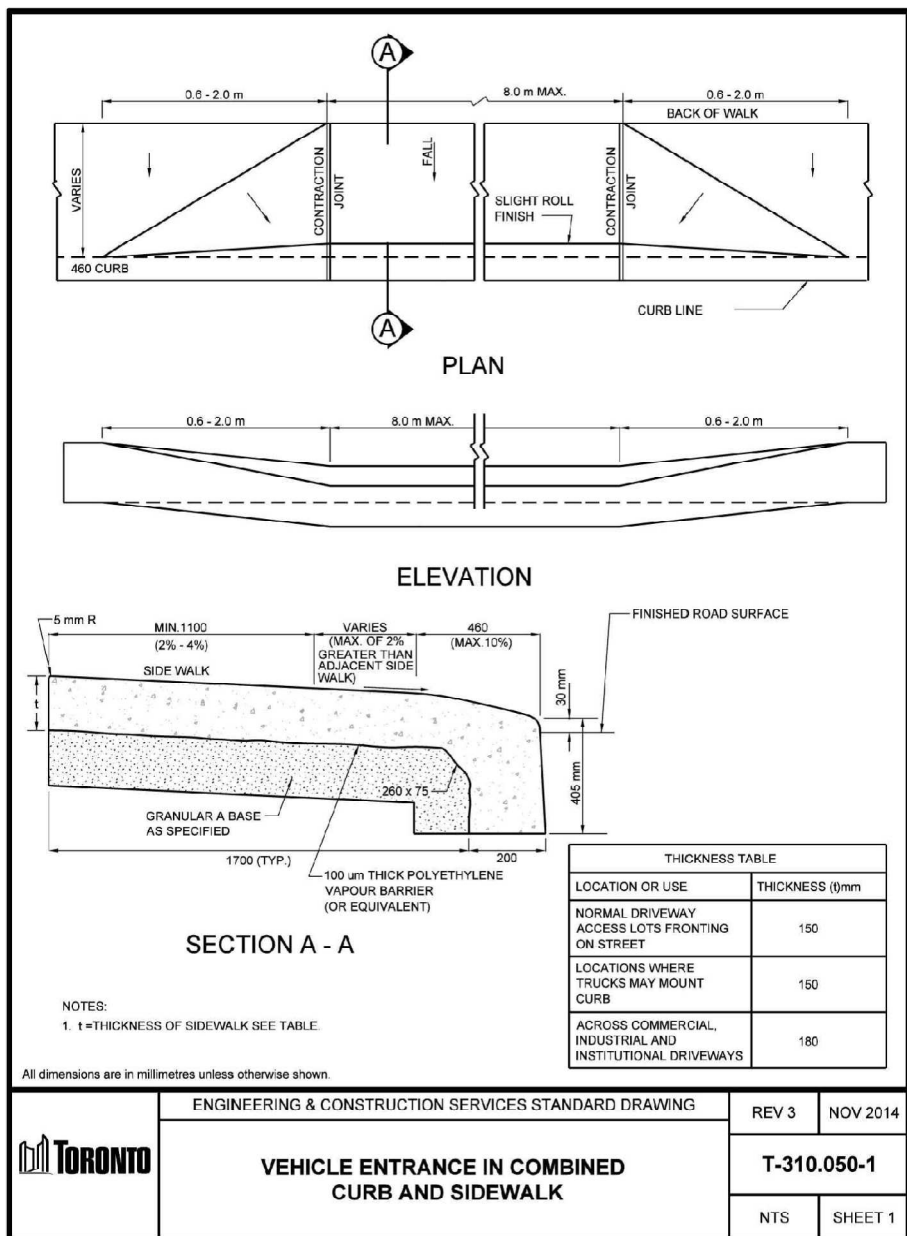 A
0.6 - 2.0 m
8.0 m MAX.
0.6 - 2.0 m
BACK OF WALK
VARIES
CONTRACTION
JOINT
FALL
SLIGHT ROLL
FINISH
CONTRACTION
JOINT
460 CURB
CURB LINE
A
PLAN
0.6 - 2.0 m
8.0 m MAX.
0.6 - 2.0 m
ELEVATION
5 mm R
MIN.1100
(2% - 4%)
VARIES
(MAX. OF 2%
GREATER THAN
ADJACENT SIDE
WALK)
460
(MAX.10%)
FINISHED ROAD SURFACE
SIDE WALK
t
30 mm
405 mm
260 x 75
GRANULAR A BASE
AS SPECIFIED
1700 (TYP.)
200
100 um THICK POLYETHYLENE
VAPOUR BARRIER
(OR EQUIVALENT)
SECTION A - A
THICKNESS TABLE
LOCATION OR USE THICKNESS (t)mm
NORMAL DRIVEWAY
ACCESS LOTS FRONTING
ON STREET
150
LOCATIONS WHERE
TRUCKS MAY MOUNT
CURB
150
ACROSS COMMERCIAL,
INDUSTRIAL AND
INSTITUTIONAL DRIVEWAYS
180
NOTES:
1. t =THICKNESS OF SIDEWALK SEE TABLE.
All dimensions are in millimetres unless otherwise shown.
TORONTO
ENGINEERING & CONSTRUCTION SERVICES STANDARD DRAWING
VEHICLE ENTRANCE IN COMBINED
CURB AND SIDEWALK
REV 3 NOV 2014
T-310.050-1
NTS SHEET 1